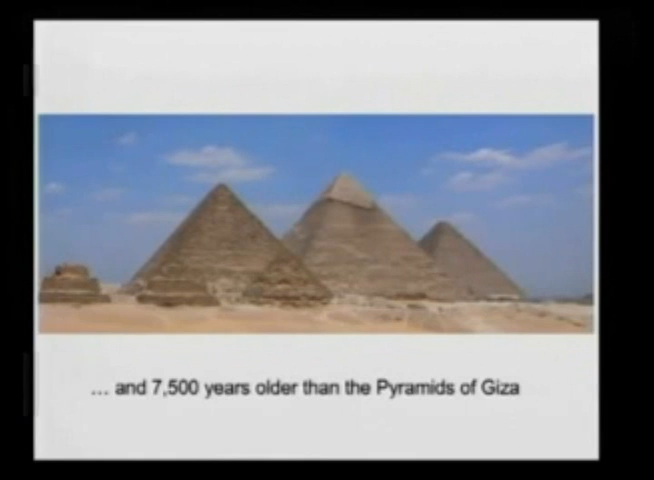 ... and 7,500 years older than the Pyramids of Giza